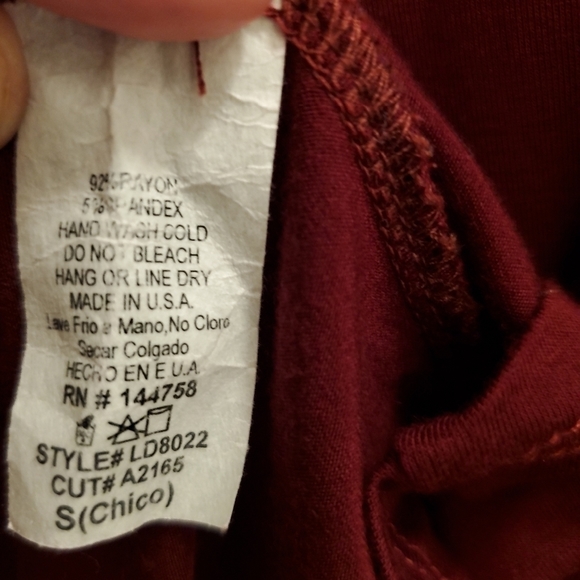 92% RAYON
5% SPANDEX
HAND WASH COLD
DO NOT BLEACH
HANG OR LINE DRY
MADE IN U.S.A.
Lave Frio a Mano,No Cloro
Secar Colgado
HECHO EN E.U.A.
RN # 144758
STYLE# LD8022
CUT# A2165
S(Chico)